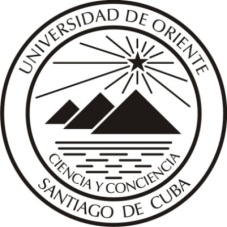 UNIVERSIDAD DE ORIENTE
CIENCIA Y CONCIENCIA
SANTIAGO DE CUBA